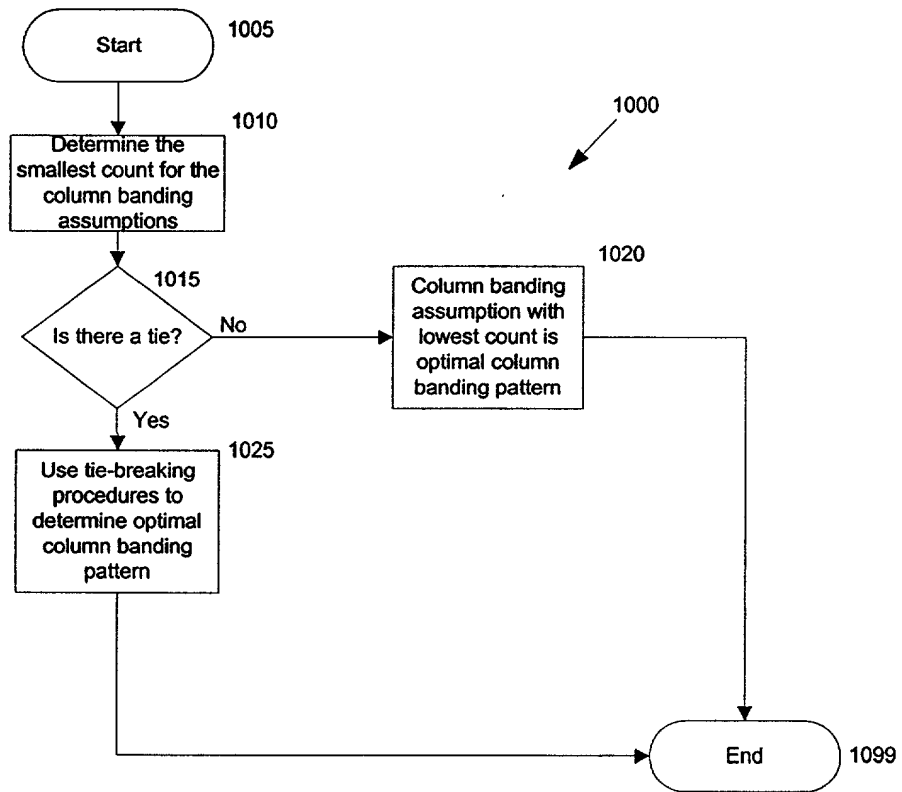 Start
1005
1000
1010
Determine the
smallest count for the
column banding
assumptions
1015
Is there a tie?
No
1020
Column banding
assumption with
lowest count is
optimal column
banding pattern
Yes
1025
Use tie-breaking
procedures to
determine optimal
column banding
pattern
End
1099